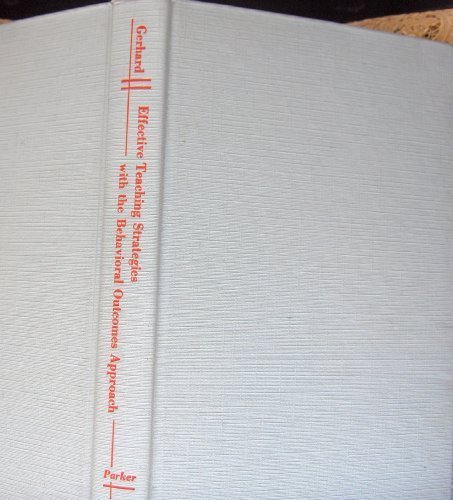 Gerhard
Effective Teaching Strategies
with the Behavioral Outcomes Approach
Parker